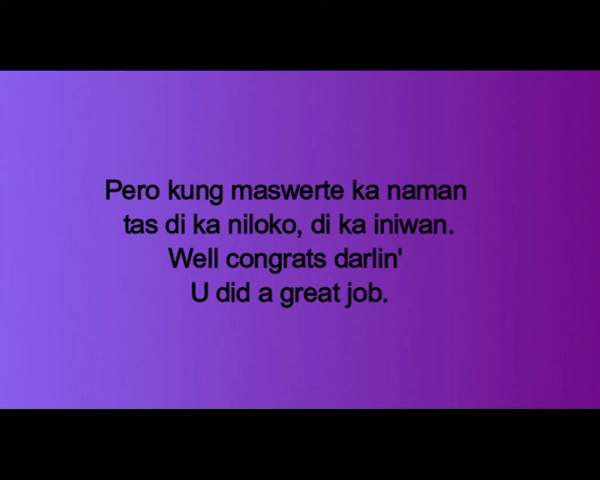 Pero kung maswerte ka naman
tas di ka niloko, di ka iniwan.
Well congrats darlin'
U did a great job.